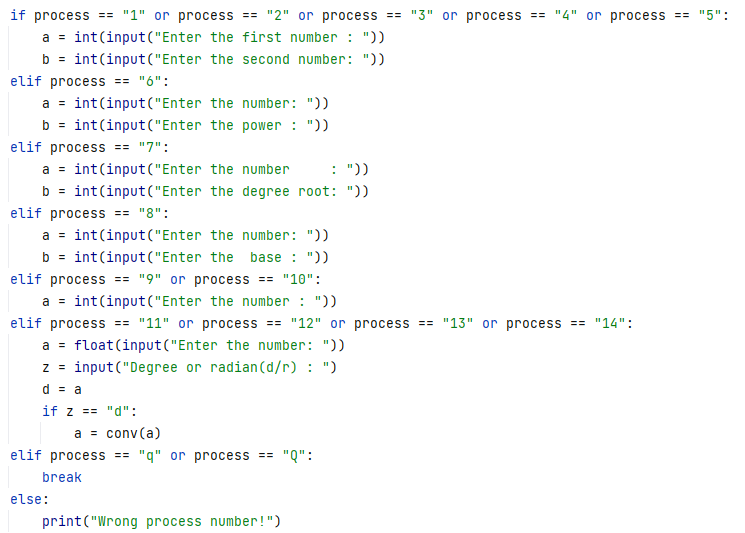 if process == "1" or process == "2" or process == "3" or process == "4" or process == "5":
    a = int(input("Enter the first number : "))
    b = int(input("Enter the second number: "))
elif process == "6":
    a = int(input("Enter the number: "))
    b = int(input("Enter the power : "))
elif process == "7":
    a = int(input("Enter the number     : "))
    b = int(input("Enter the degree root: "))
elif process == "8":
    a = int(input("Enter the number: "))
    b = int(input("Enter the  base : "))
elif process == "9" or process == "10":
    a = int(input("Enter the number : "))
elif process == "11" or process == "12" or process == "13" or process == "14":
    a = float(input("Enter the number: "))
    z = input("Degree or radian(d/r) : ")
    d = a
    if z == "d":
        a = conv(a)
elif process == "q" or process == "Q":
    break
else:
    print("Wrong process number!")